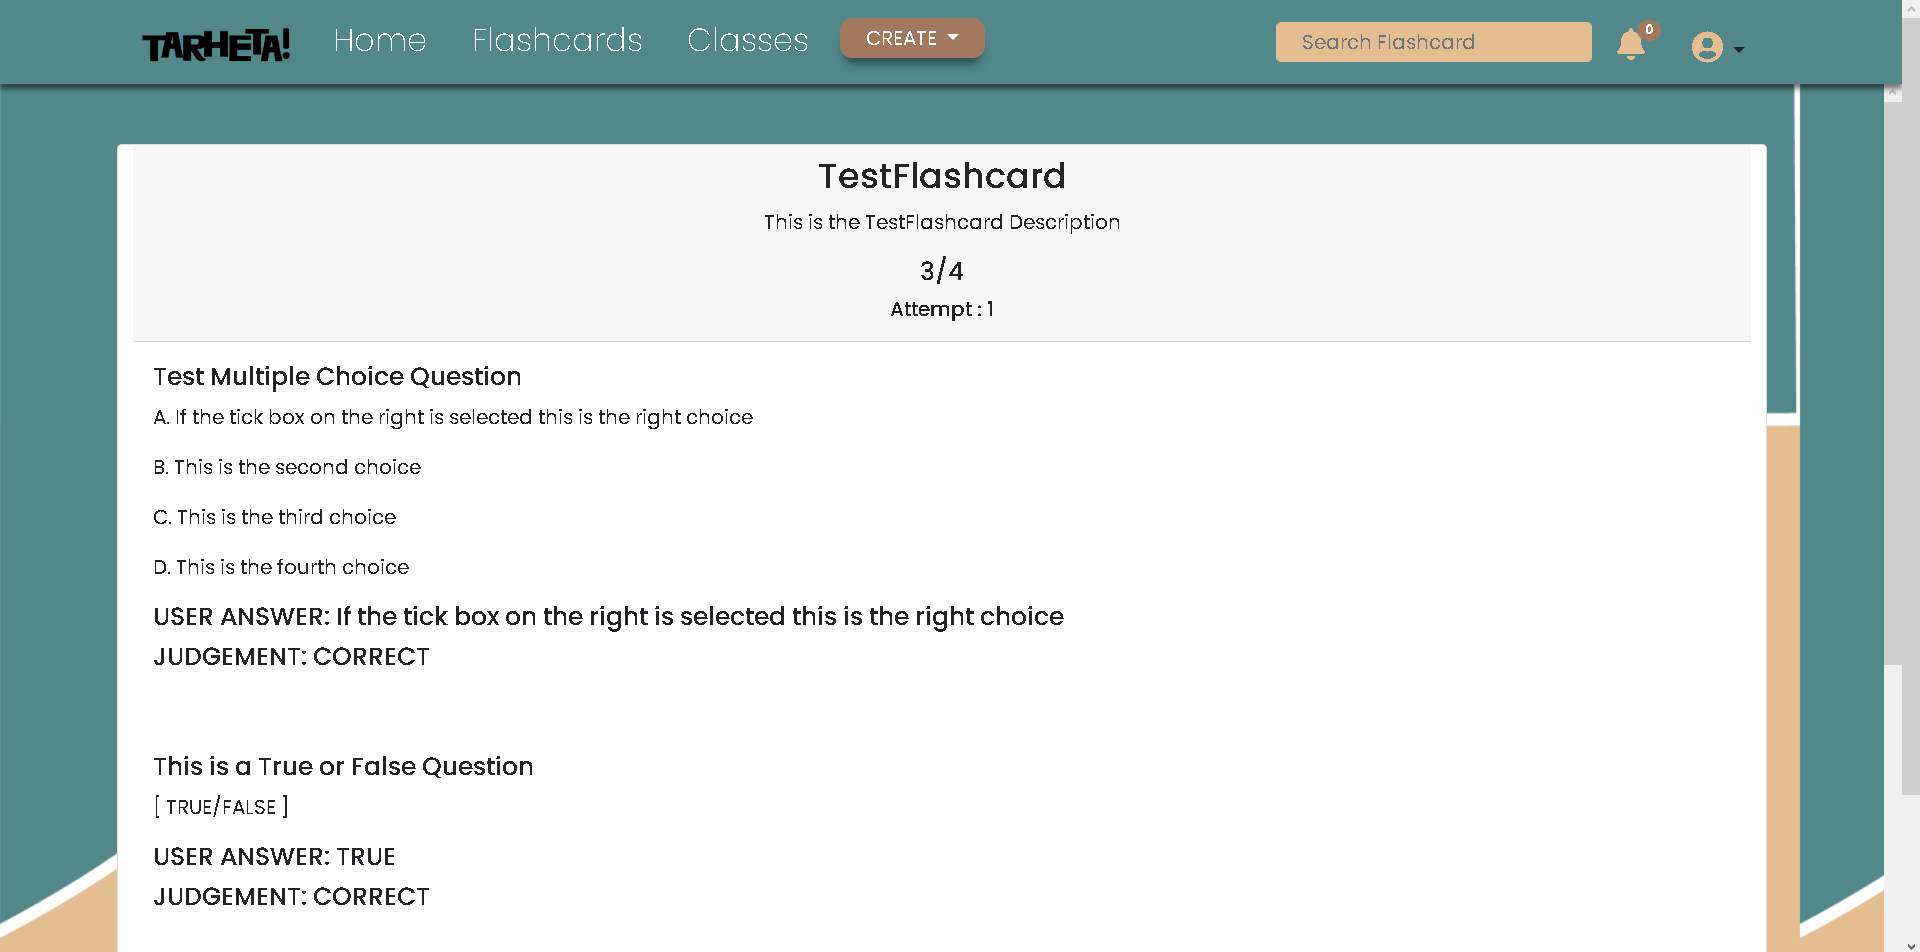 TARHETA!
Home
Flashcards
Classes
CREATE
Search Flashcard
0
TestFlashcard
This is the TestFlashcard Description
3/4
Attempt : 1
Test Multiple Choice Question
A. If the tick box on the right is selected this is the right choice
B. This is the second choice
C. This is the third choice
D. This is the fourth choice
USER ANSWER: If the tick box on the right is selected this is the right choice
JUDGEMENT: CORRECT
This is a True or False Question
[ TRUE/FALSE ]
USER ANSWER: TRUE
JUDGEMENT: CORRECT